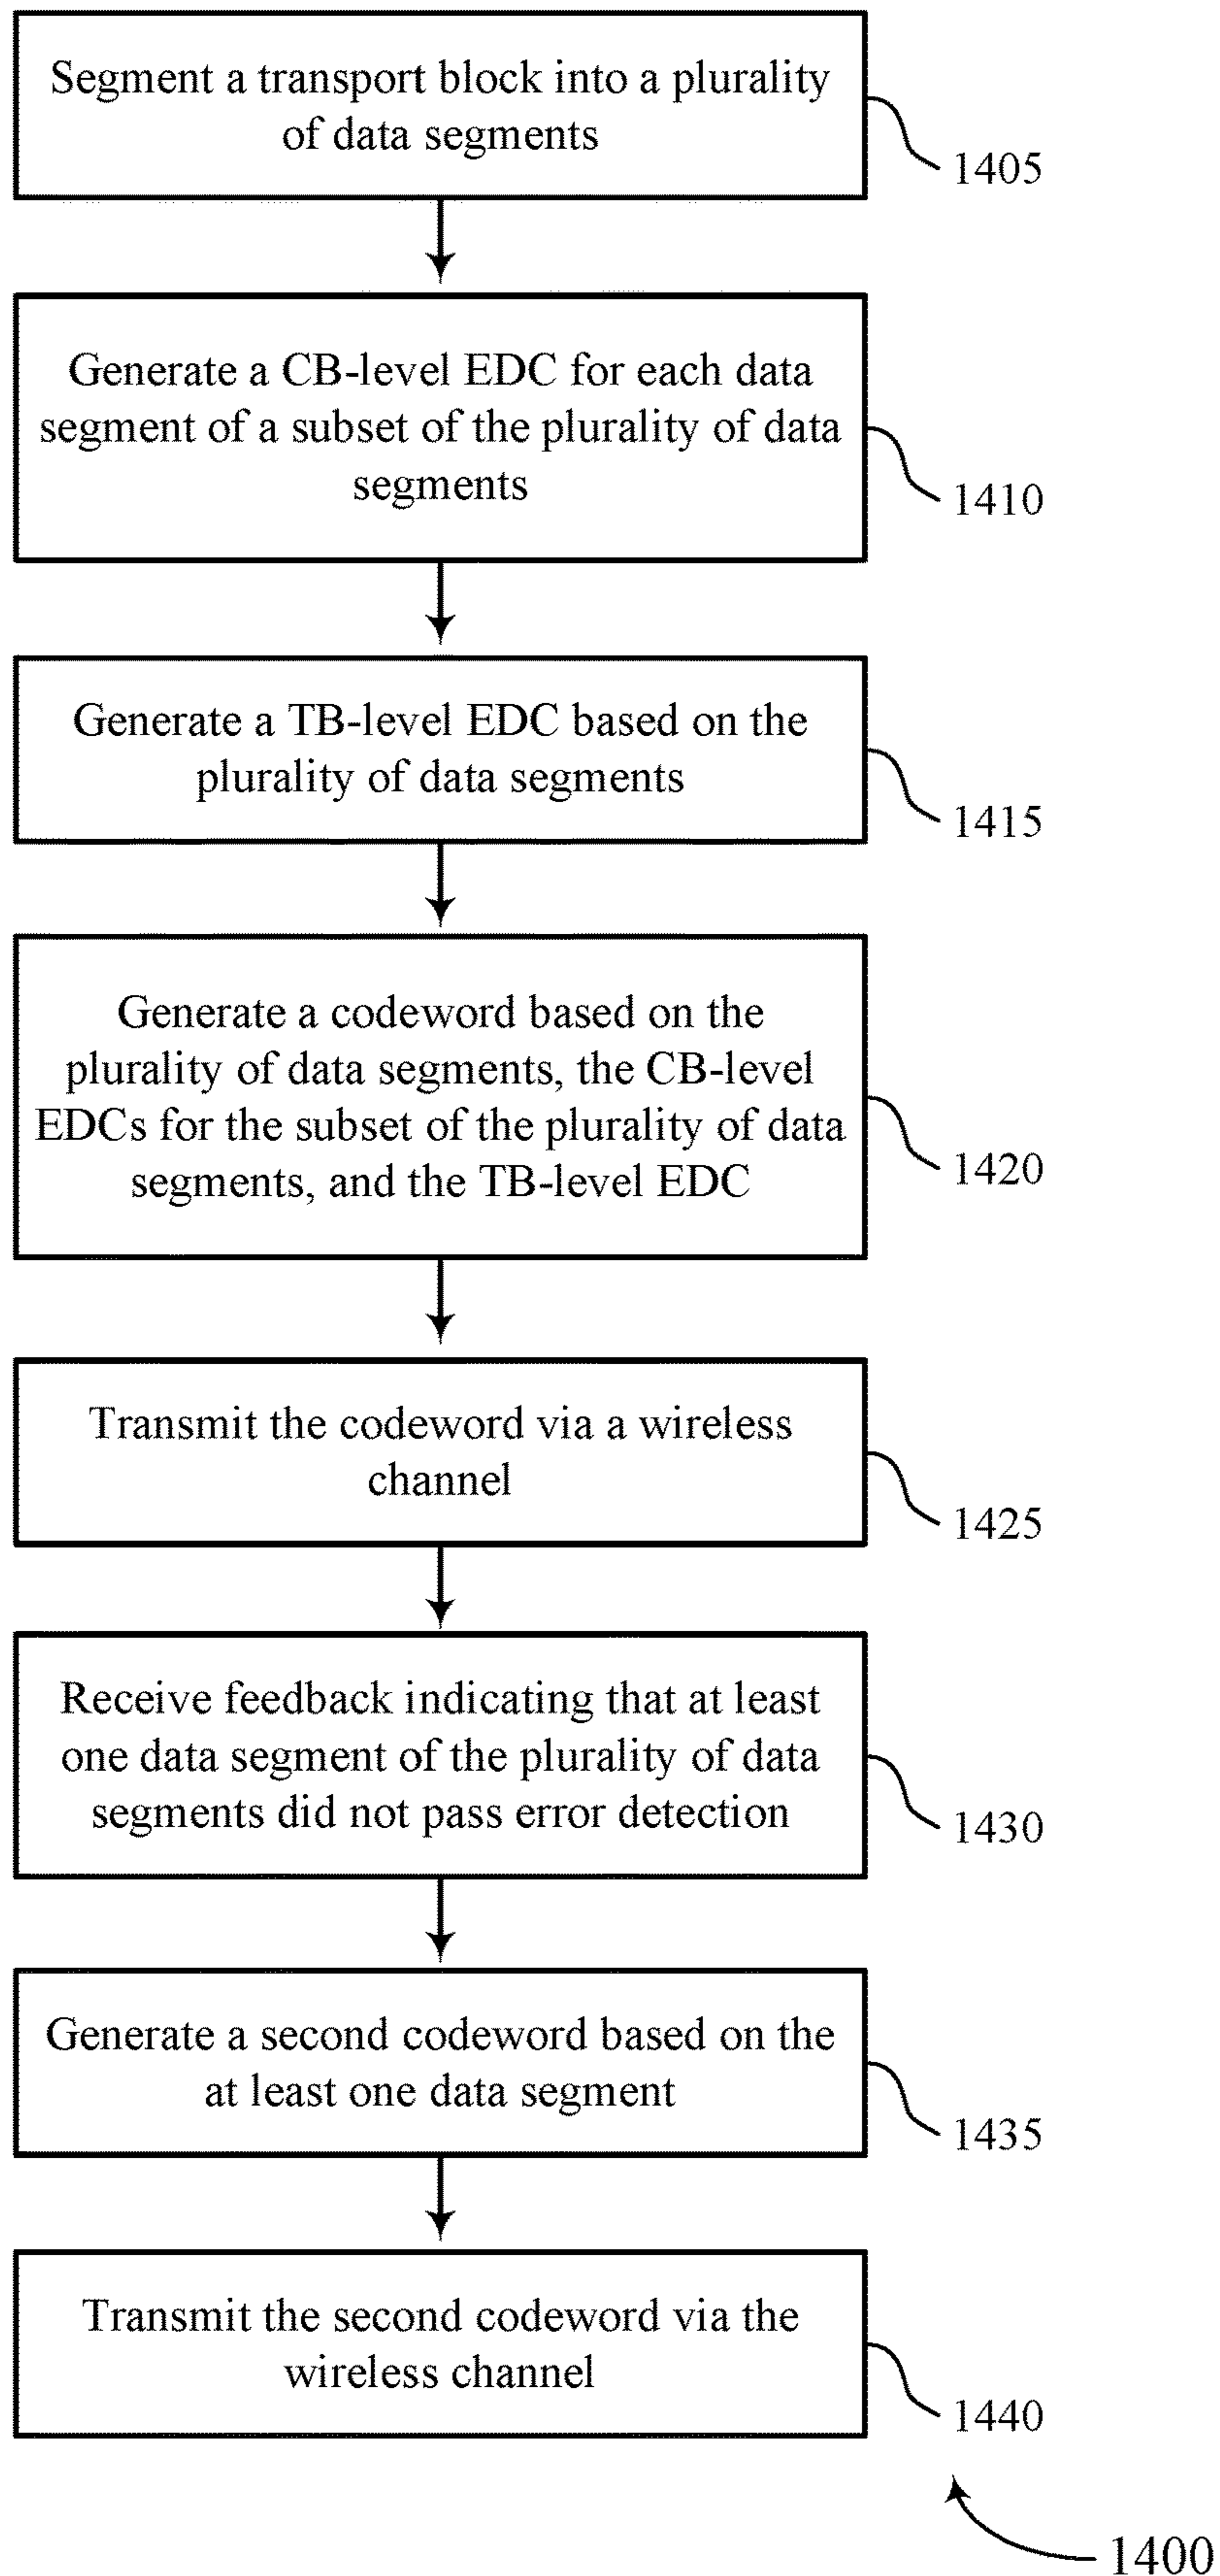 Segment a transport block into a plurality
of data segments
1405
Generate a CB-level EDC for each data
segment of a subset of the plurality of data
segments
1410
Generate a TB-level EDC based on the
plurality of data segments
1415
Generate a codeword based on the
plurality of data segments, the CB-level
EDCs for the subset of the plurality of data
segments, and the TB-level EDC
1420
Transmit the codeword via a wireless
channel
1425
Receive feedback indicating that at least
one data segment of the plurality of data
segments did not pass error detection
1430
Generate a second codeword based on the
at least one data segment
1435
Transmit the second codeword via the
wireless channel
1440
1400